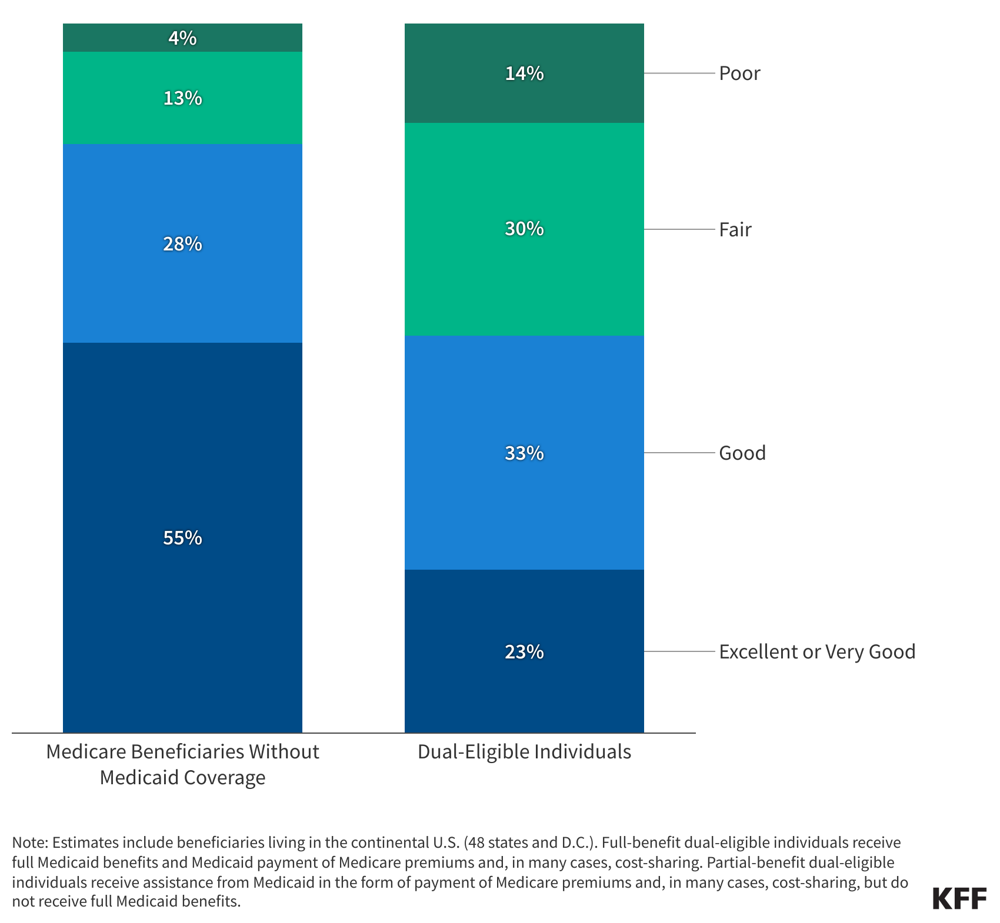 4%
13%
28%
55%
14%
30%
33%
23%
Poor
Fair
Good
Excellent or Very Good
Medicare Beneficiaries Without
Medicaid Coverage
Dual-Eligible Individuals
Note: Estimates include beneficiaries living in the continental U.S. (48 states and D.C.). Full-benefit dual-eligible individuals receive
full Medicaid benefits and Medicaid payment of Medicare premiums and, in many cases, cost-sharing. Partial-benefit dual-eligible
individuals receive assistance from Medicaid in the form of payment of Medicare premiums and, in many cases, cost-sharing, but do
not receive full Medicaid benefits.
KFF